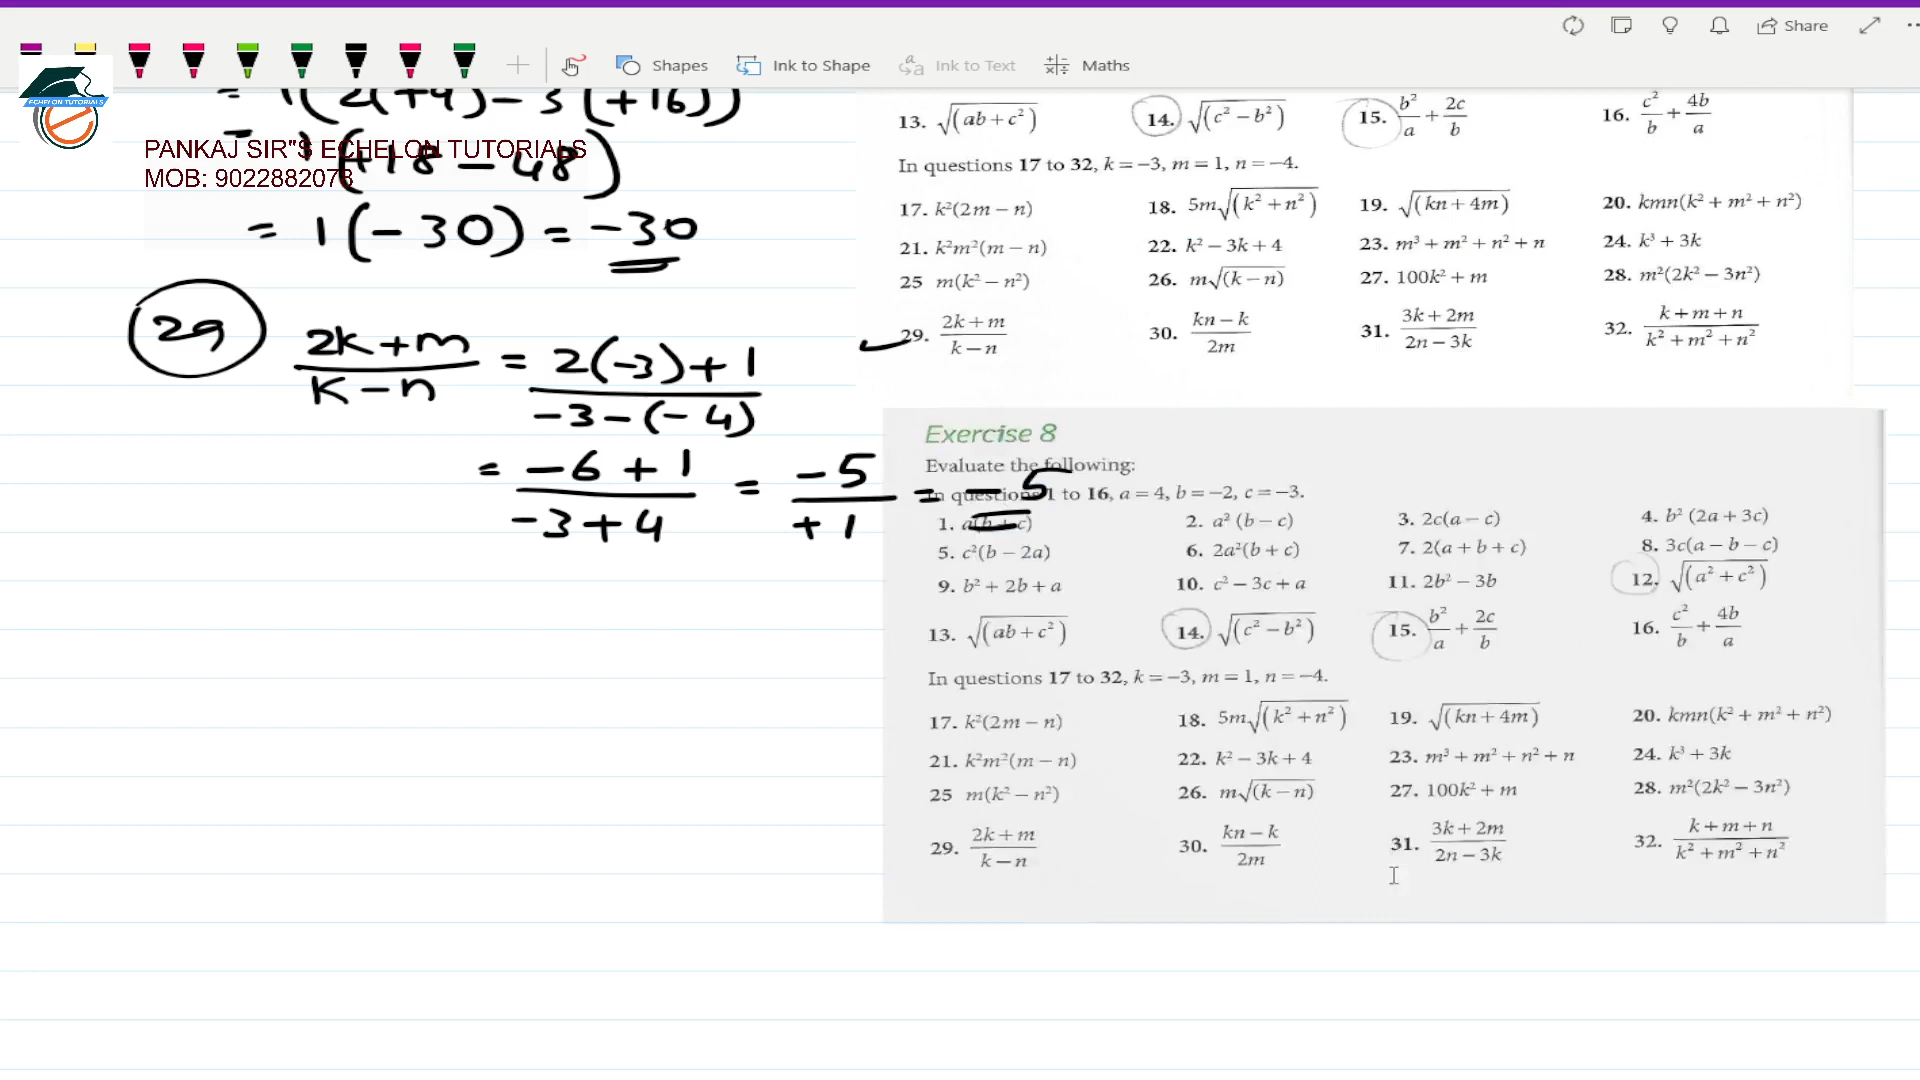 Share
Shapes
Ink to Shape
Ink to Text
Maths
ECHELON TUTORIALS
PANKAJ SIR"S ECHELON TUTORIALS
MOB: 9022882073
= 1(2(+9) - 3(+16))
= 1(+18 - 48)
= 1(-30) = -30
29 (2k+m)/(k-n) = (2(-3)+1)/(-3-(-4))
= (-6+1)/(-3+4) = -5/+1 = -5
13. √(ab + c²) 14. √(c² − b²) 15. b²/a + 2c/b 16. c²/b + 4b/a
In questions 17 to 32, k = −3, m = 1, n = −4.
17. k²(2m − n) 18. 5m√(k² + n²) 19. √(kn + 4m) 20. kmn(k² + m² + n²)
21. k²m²(m − n) 22. k² − 3k + 4 23. m³ + m² + n² + n 24. k³ + 3k
25 m(k² − n²) 26. m√(k − n) 27. 100k² + m 28. m²(2k² − 3n²)
29. (2k + m)/(k − n) 30. (kn − k)/2m 31. (3k + 2m)/(2n − 3k) 32. (k + m + n)/(k² + m² + n²)
Exercise 8
Evaluate the following:
In questions 1 to 16, a = 4, b = −2, c = −3.
1. a(b + c) 2. a² (b − c) 3. 2c(a − c) 4. b² (2a + 3c)
5. c²(b − 2a) 6. 2a²(b + c) 7. 2(a + b + c) 8. 3c(a − b − c)
9. b² + 2b + a 10. c² − 3c + a 11. 2b² − 3b 12. √(a² + c²)
13. √(ab + c²) 14. √(c² − b²) 15. b²/a + 2c/b 16. c²/b + 4b/a
In questions 17 to 32, k = −3, m = 1, n = −4.
17. k²(2m − n) 18. 5m√(k² + n²) 19. √(kn + 4m) 20. kmn(k² + m² + n²)
21. k²m²(m − n) 22. k² − 3k + 4 23. m³ + m² + n² + n 24. k³ + 3k
25 m(k² − n²) 26. m√(k − n) 27. 100k² + m 28. m²(2k² − 3n²)
29. (2k + m)/(k − n) 30. (kn − k)/2m 31. (3k + 2m)/(2n − 3k) 32. (k + m + n)/(k² + m² + n²)